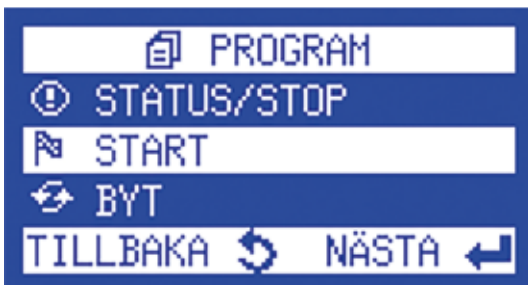 PROGRAM
STATUS/STOP
START
BYT
TILLBAKA NÄSTA